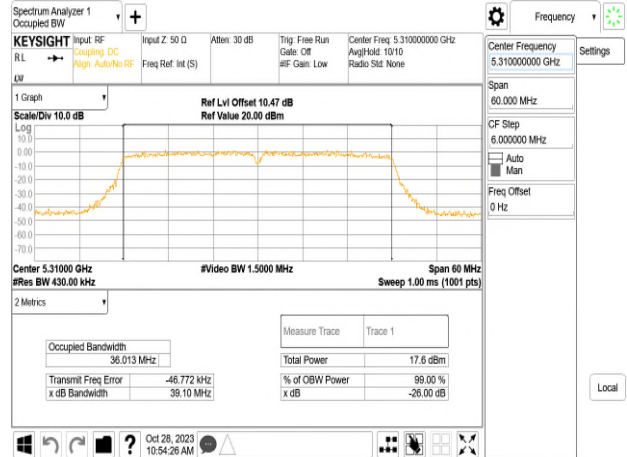 Spectrum Analyzer 1
Occupied BW
Frequency
KEYSIGHT
Input: RF
Coupling: DC
Align: Auto/No RF
Input Z: 50 Ω
Freq Ref: Int (S)
Atten: 30 dB
Trig: Free Run
Gate: Off
#IF Gain: Low
Center Freq: 5.310000000 GHz
Avg|Hold: 10/10
Radio Std: None
RL
LXI
Center Frequency
5.310000000 GHz
Settings
Span
60.000 MHz
CF Step
6.000000 MHz
Auto
Man
Freq Offset
0 Hz
Local
1 Graph
Scale/Div 10.0 dB
Ref Lvl Offset 10.47 dB
Ref Value 20.00 dBm
Log
10.0
0.00
-10.0
-20.0
-30.0
-40.0
-50.0
-60.0
-70.0
Center 5.31000 GHz
#Res BW 430.00 kHz
#Video BW 1.5000 MHz
Span 60 MHz
Sweep 1.00 ms (1001 pts)
2 Metrics
Measure Trace Trace 1
Occupied Bandwidth
36.013 MHz
Total Power 17.6 dBm
Transmit Freq Error -46.772 kHz
% of OBW Power 99.00 %
x dB Bandwidth 39.10 MHz
x dB -26.00 dB
Oct 28, 2023
10:54:26 AM